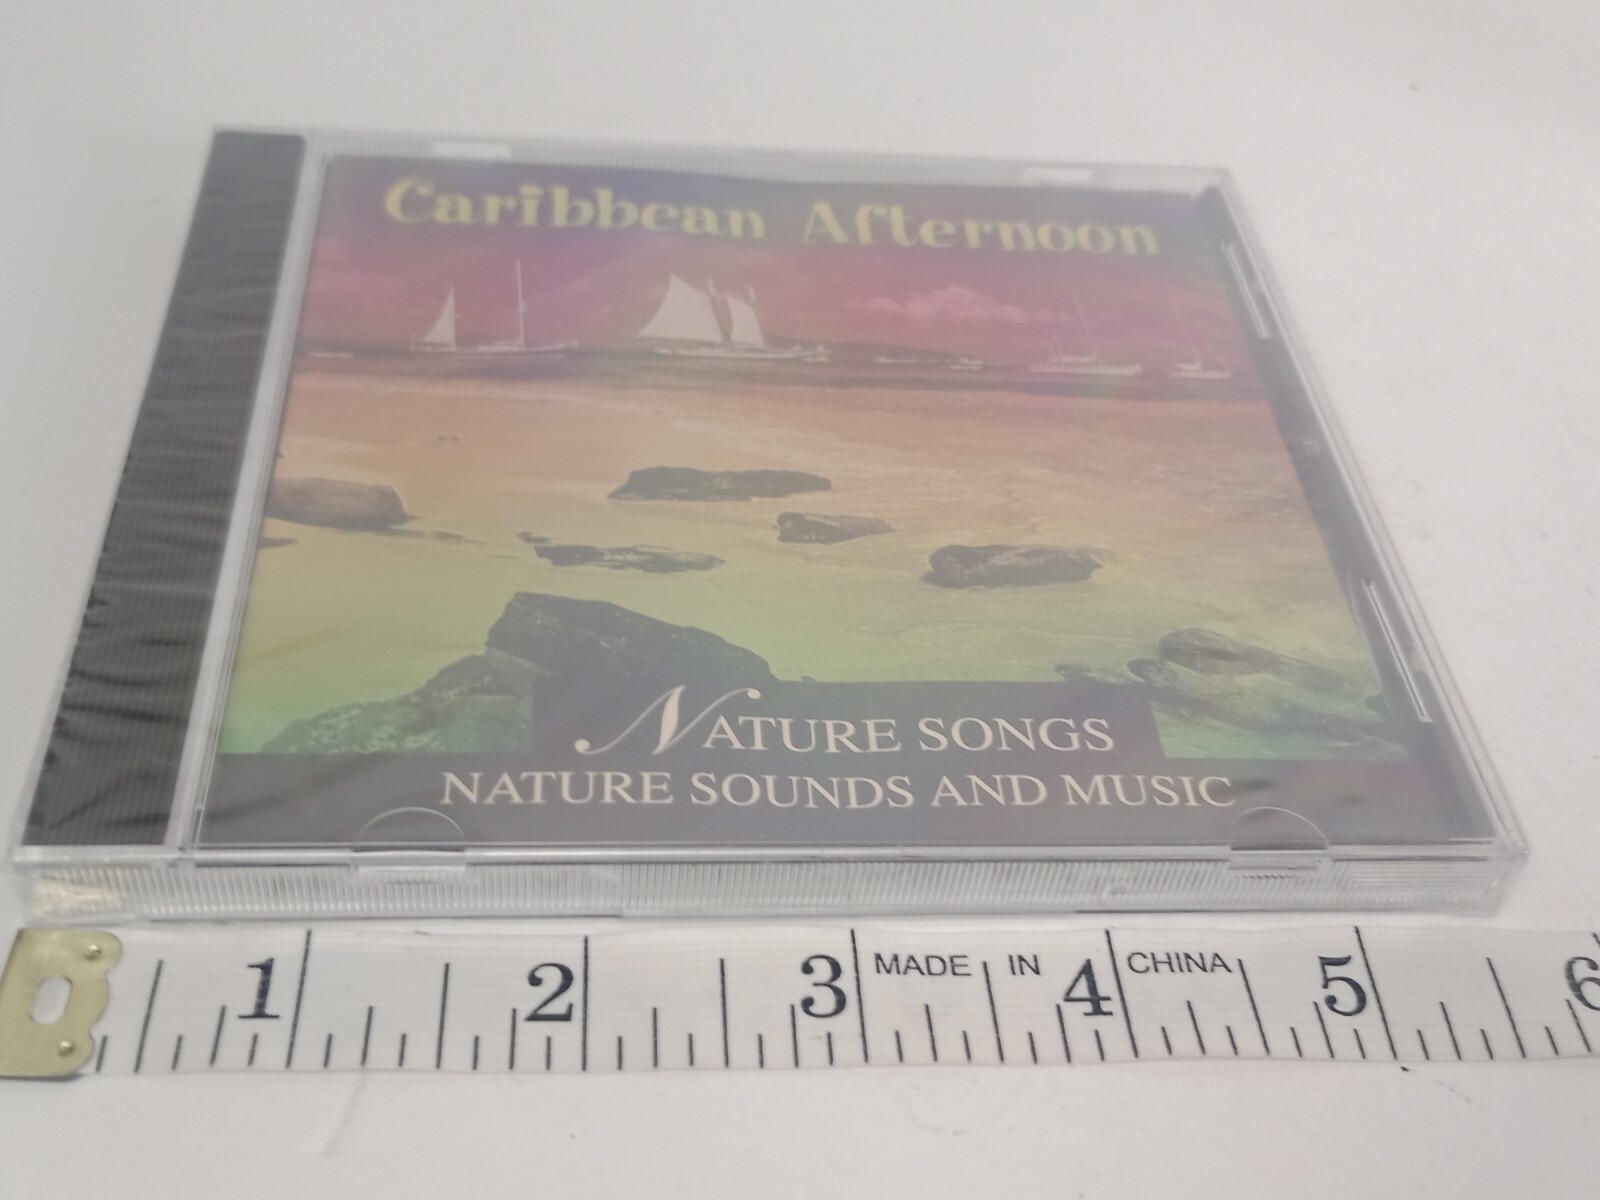 Caribbean Afternoon
NATURE SONGS
NATURE SOUNDS AND MUSIC
1 2 3 MADE IN 4 CHINA 5 6